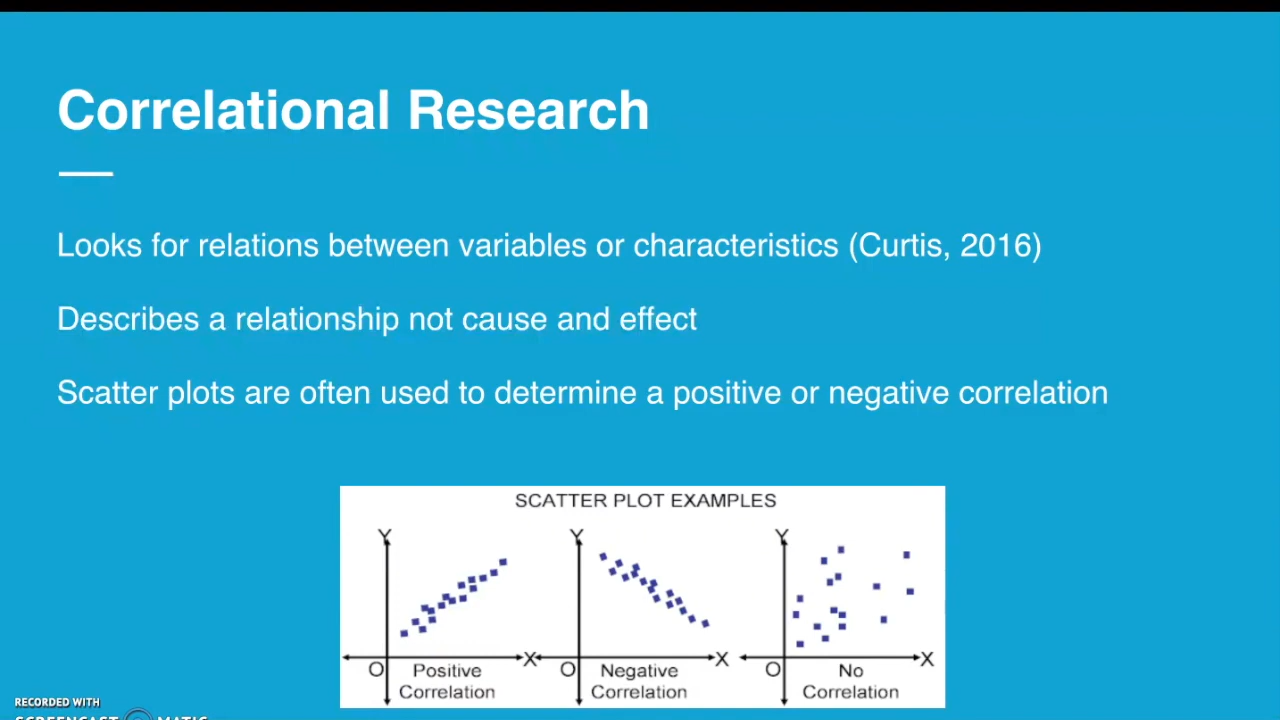 Correlational Research
Looks for relations between variables or characteristics (Curtis, 2016)
Describes a relationship not cause and effect
Scatter plots are often used to determine a positive or negative correlation
SCATTER PLOT EXAMPLES
Y Y Y
X X X
O O O
Positive Correlation
Negative Correlation
No Correlation
RECORDED WITH
SCREENCAST MATIC